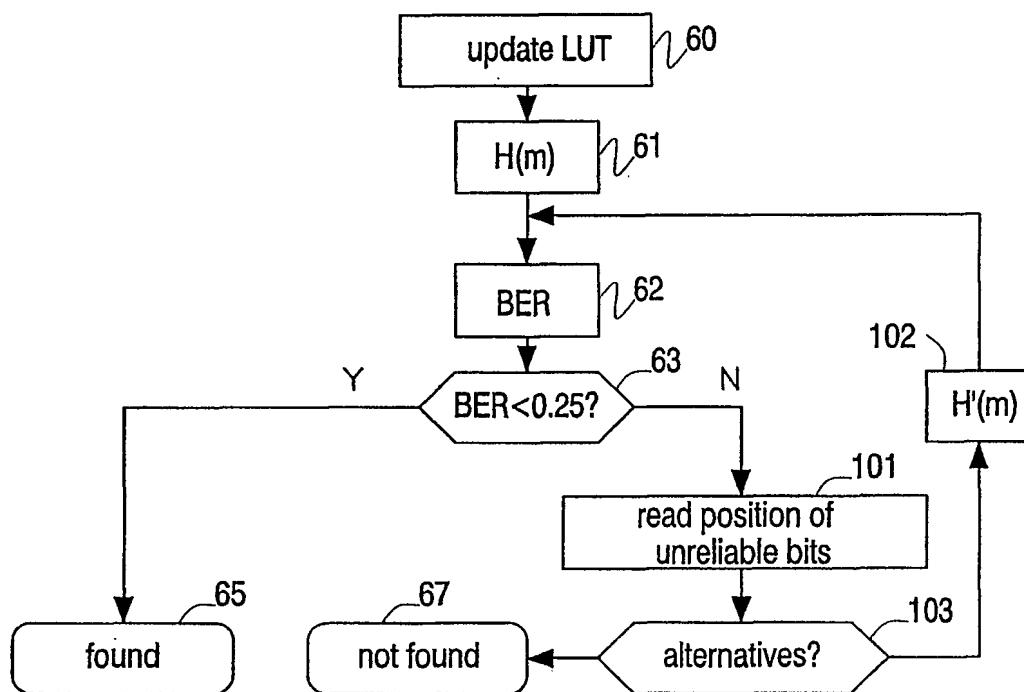 update LUT
60
H(m)
61
BER
62
102
63
Y
N
BER<0.25?
H'(m)
101
read position of
unreliable bits
65
67
103
found
not found
alternatives?